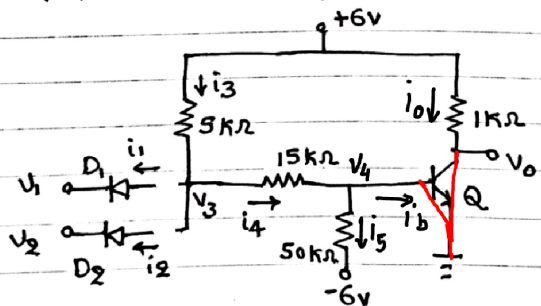 +6v
i3
5kΩ
i0
1kΩ
v0
i1
D1
v1
15kΩ
v4
v3
i4
ib
Q
v2
D2
i2
i5
50kΩ
-6v